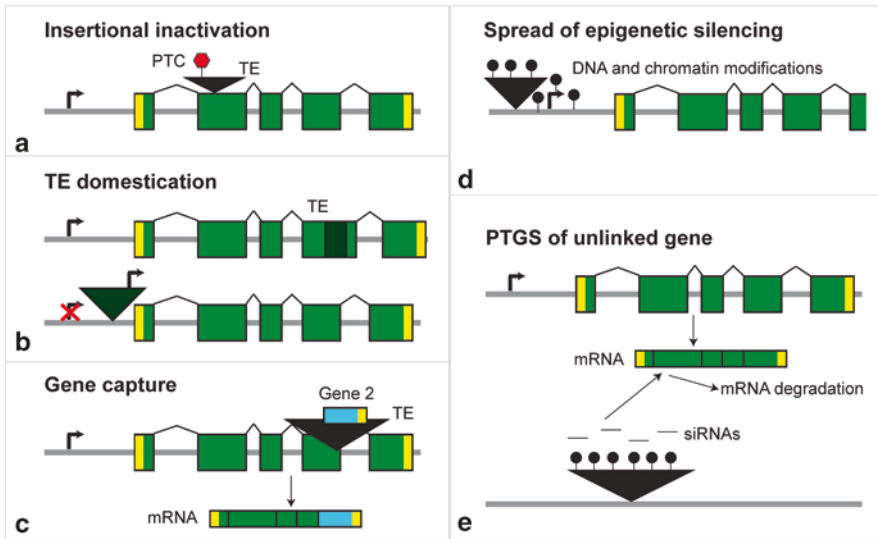 Insertional inactivation
PTC
TE
a
TE domestication
TE
b
Gene capture
Gene 2
TE
mRNA
c
Spread of epigenetic silencing
DNA and chromatin modifications
d
PTGS of unlinked gene
mRNA
mRNA degradation
siRNAs
e